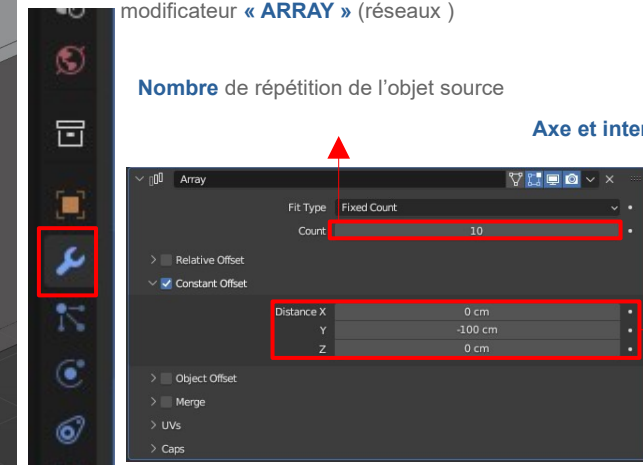 modificateur « ARRAY » (réseaux )
Nombre de répétition de l'objet source
Axe et inter
Array
Fit Type Fixed Count
Count 10
Relative Offset
Constant Offset
Distance X 0 cm
Y -100 cm
Z 0 cm
Object Offset
Merge
UVs
Caps